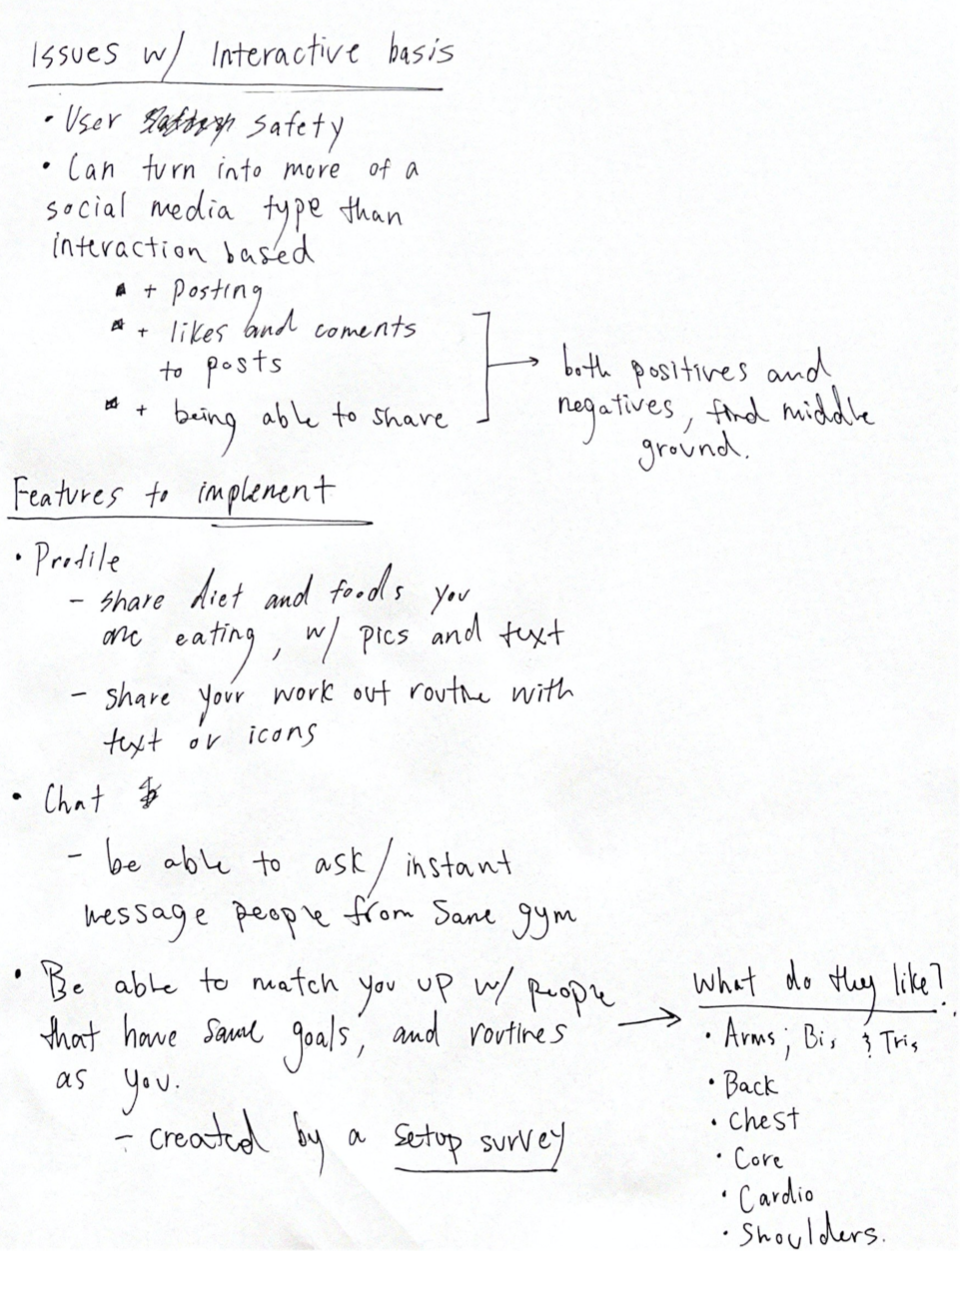 Issues w/ Interactive basis
• User safety
• Can turn into more of a
social media type than
interaction based
+ Posting
+ likes and coments
to posts
+ being able to share
both positives and
negatives, find middle
ground.
Features to implenent
• Profile
- share diet and foods you
are eating, w/ pics and text
- share your work out routine with
text or icons
• Chat
- be able to ask/instant
message people from Same gym
• Be able to match you up w/ people
that have same goals, and routines
as you.
- created by a setup survey
What do they like?
• Arms; Bis & Tris
• Back
• Chest
• Core
• Cardio
• Shoulders.